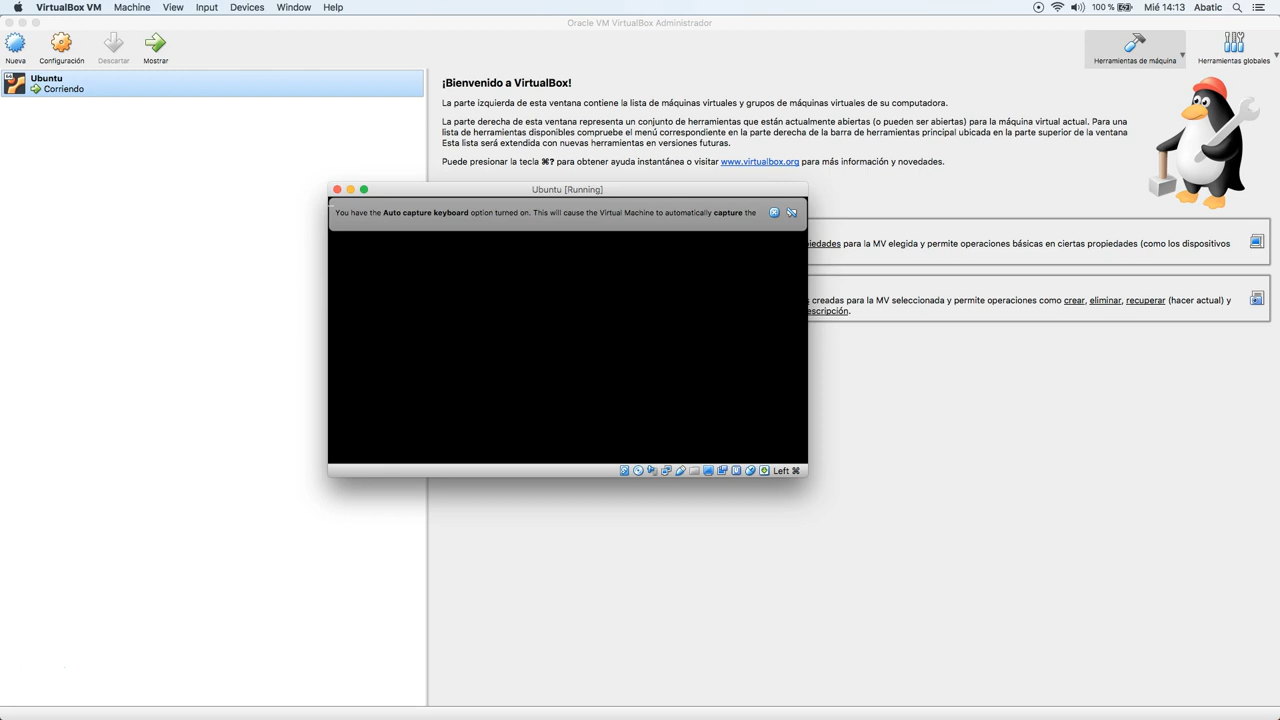 VirtualBox VM Machine View Input Devices Window Help 100 % Mié 14:13 Abatic
Oracle VM VirtualBox Administrador
Nueva Configuración Descartar Mostrar Herramientas de máquina Herramientas globales
Ubuntu
Corriendo
¡Bienvenido a VirtualBox!
La parte izquierda de esta ventana contiene la lista de máquinas virtuales y grupos de máquinas virtuales de su computadora.
La parte derecha de esta ventana representa un conjunto de herramientas que están actualmente abiertas (o pueden ser abiertas) para la máquina virtual actual. Para una
lista de herramientas disponibles compruebe el menú correspondiente en la parte derecha de la barra de herramientas principal ubicada en la parte superior de la ventana
Esta lista será extendida con nuevas herramientas en versiones futuras.
Puede presionar la tecla ⌘? para obtener ayuda instantánea o visitar www.virtualbox.org para más información y novedades.
Ubuntu [Running]
You have the Auto capture keyboard option turned on. This will cause the Virtual Machine to automatically capture the
iedades para la MV elegida y permite operaciones básicas en ciertas propiedades (como los dispositivos
s creadas para la MV seleccionada y permite operaciones como crear, eliminar, recuperar (hacer actual) y
escripción.
Left ⌘